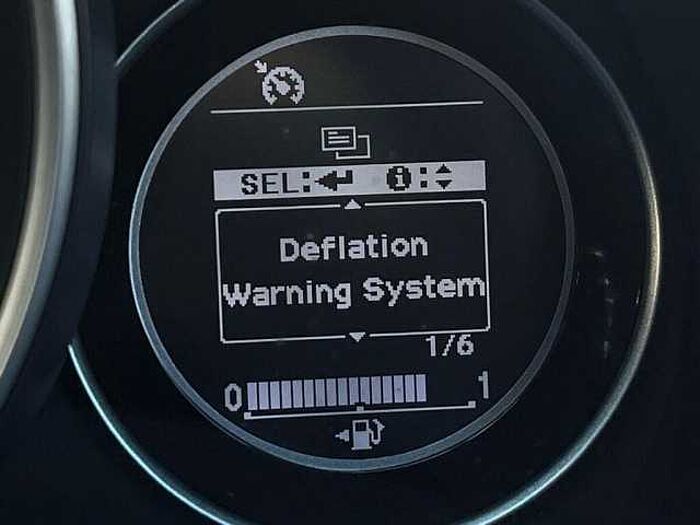 SEL: i:
Deflation
Warning System
1/6
0 1